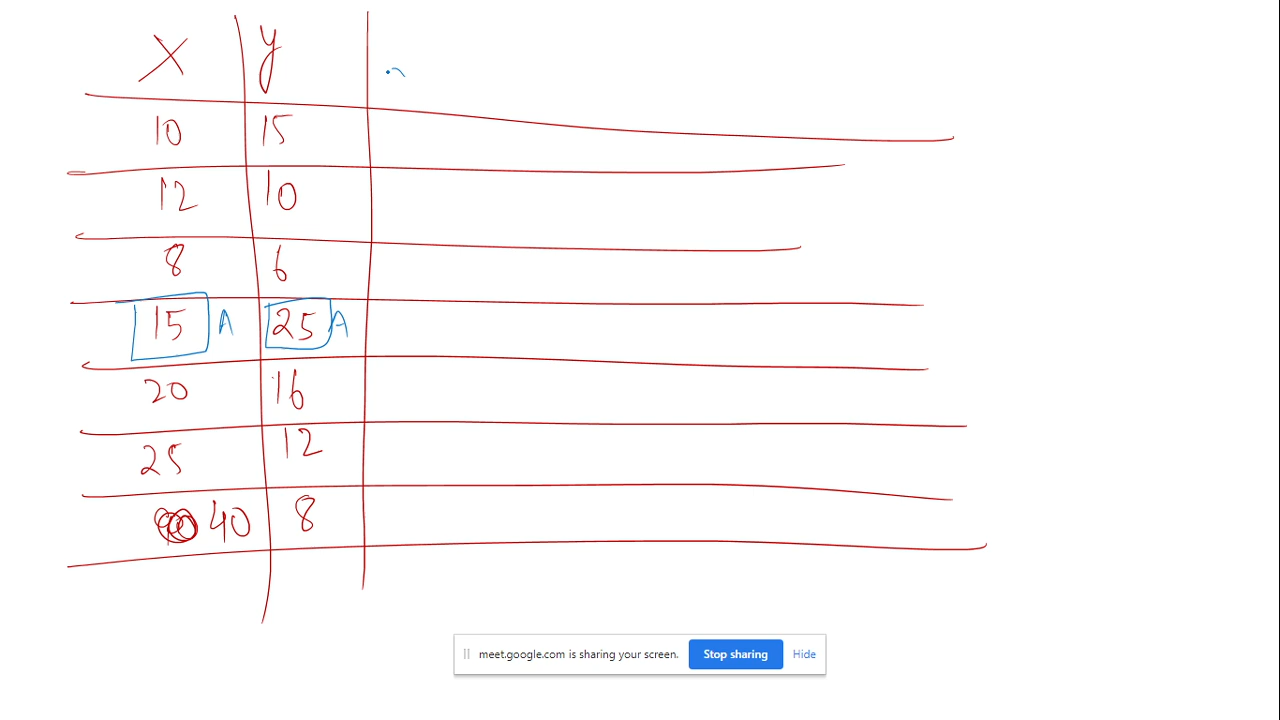 X y
10 15
12 10
8 6
15 A 25 A
20 16
25 12
40 8
meet.google.com is sharing your screen. Stop sharing Hide